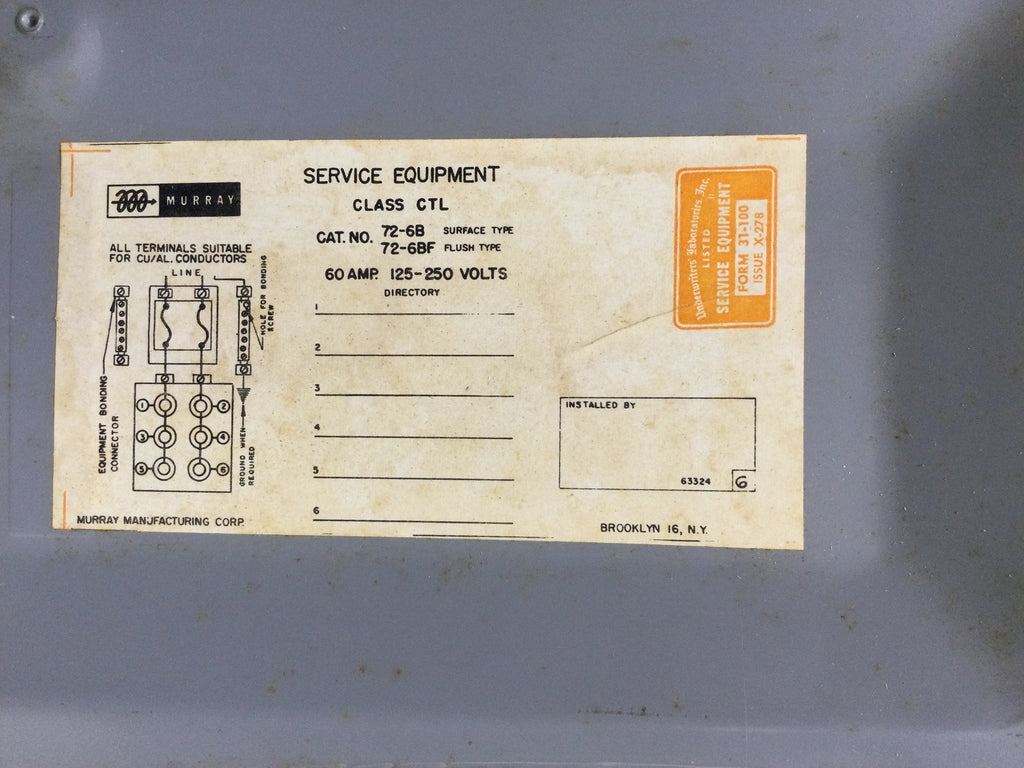 MURRAY
SERVICE EQUIPMENT
CLASS CTL
CAT. NO. 72-6B SURFACE TYPE
72-6BF FLUSH TYPE
60 AMP. 125-250 VOLTS
DIRECTORY
1
2
3
4
5
6
ALL TERMINALS SUITABLE
FOR CU/AL. CONDUCTORS
LINE
HOLE FOR BONDING
SCREW
EQUIPMENT BONDING
CONNECTOR
GROUND WHEN
REQUIRED
1 2
3 4
5 6
MURRAY MANUFACTURING CORP.
Underwriters' Laboratories Inc.
LISTED
SERVICE EQUIPMENT
FORM 31-100
ISSUE X-278
INSTALLED BY
63324 6
BROOKLYN 16, N.Y.